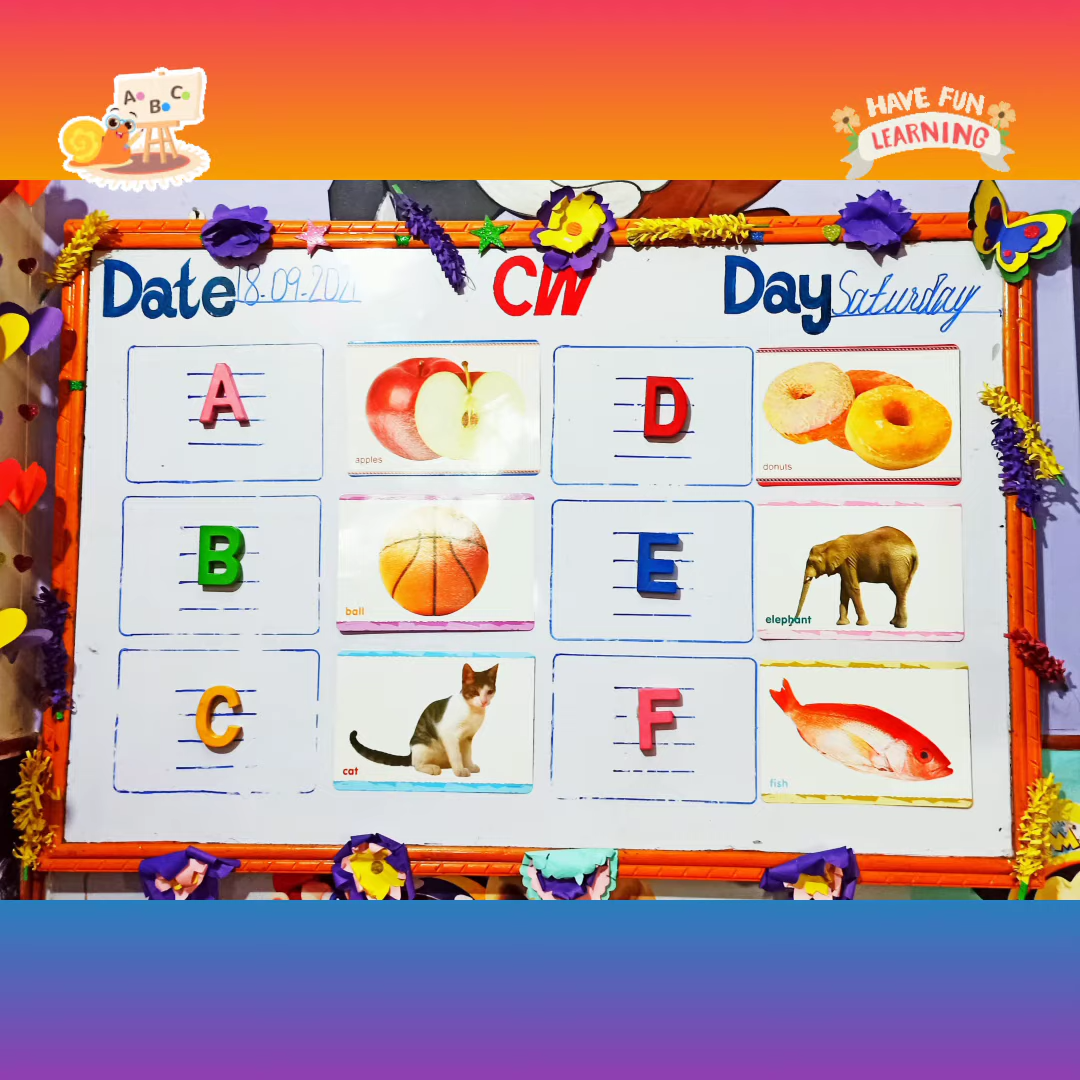 A B C
HAVE FUN
LEARNING
Date 18.09.2021 CW Day Saturday
A apples D donuts
B ball E elephant
C cat F fish